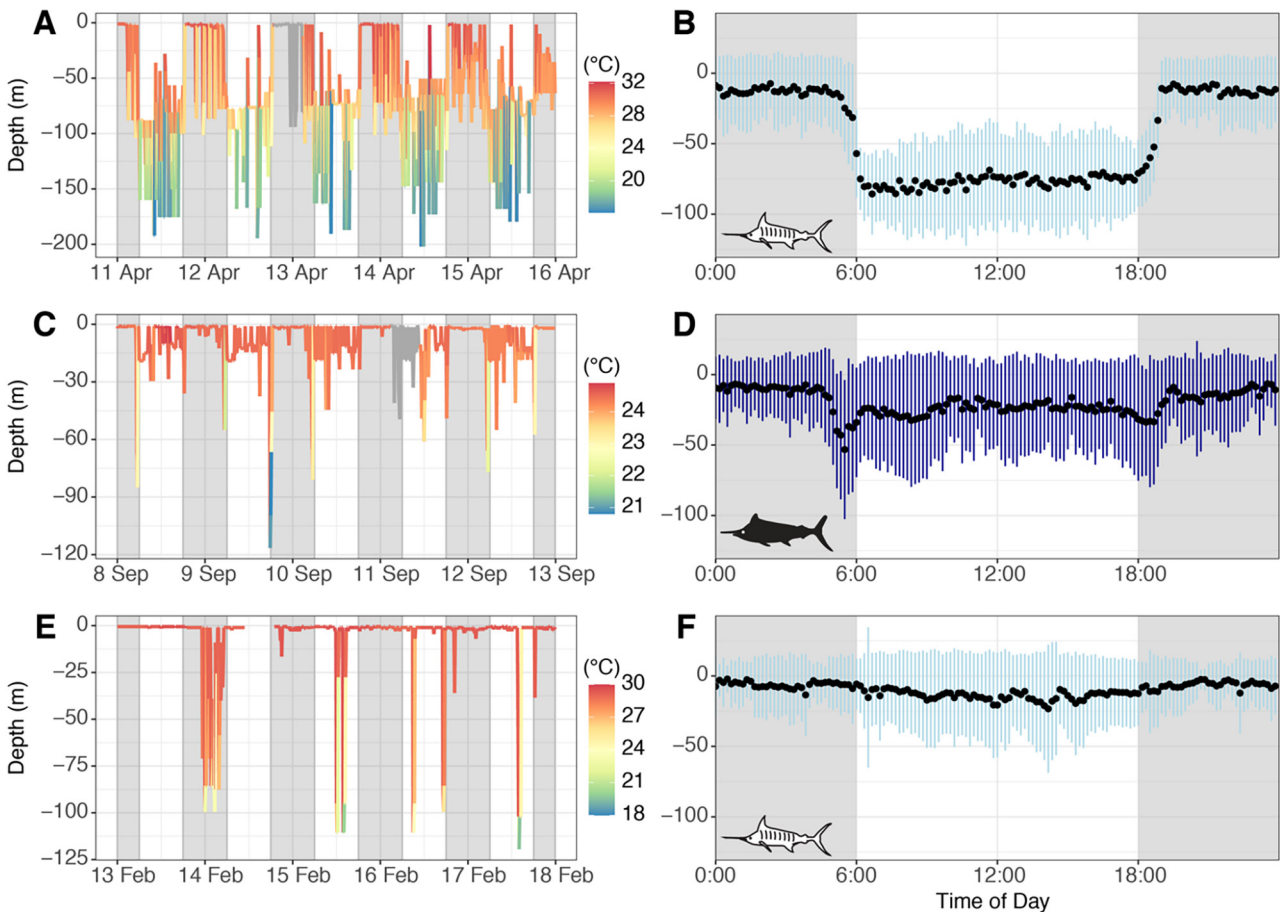 A
Depth (m)
0
−50
−100
−150
−200
11 Apr 12 Apr 13 Apr 14 Apr 15 Apr 16 Apr
(°C)
32
28
24
20
B
0
−50
−100
0:00 6:00 12:00 18:00
C
Depth (m)
0
−30
−60
−90
−120
8 Sep 9 Sep 10 Sep 11 Sep 12 Sep 13 Sep
(°C)
24
23
22
21
D
0
−50
−100
0:00 6:00 12:00 18:00
E
Depth (m)
0
−25
−50
−75
−100
−125
13 Feb 14 Feb 15 Feb 16 Feb 17 Feb 18 Feb
(°C)
30
27
24
21
18
F
0
−50
−100
0:00 6:00 12:00 18:00
Time of Day